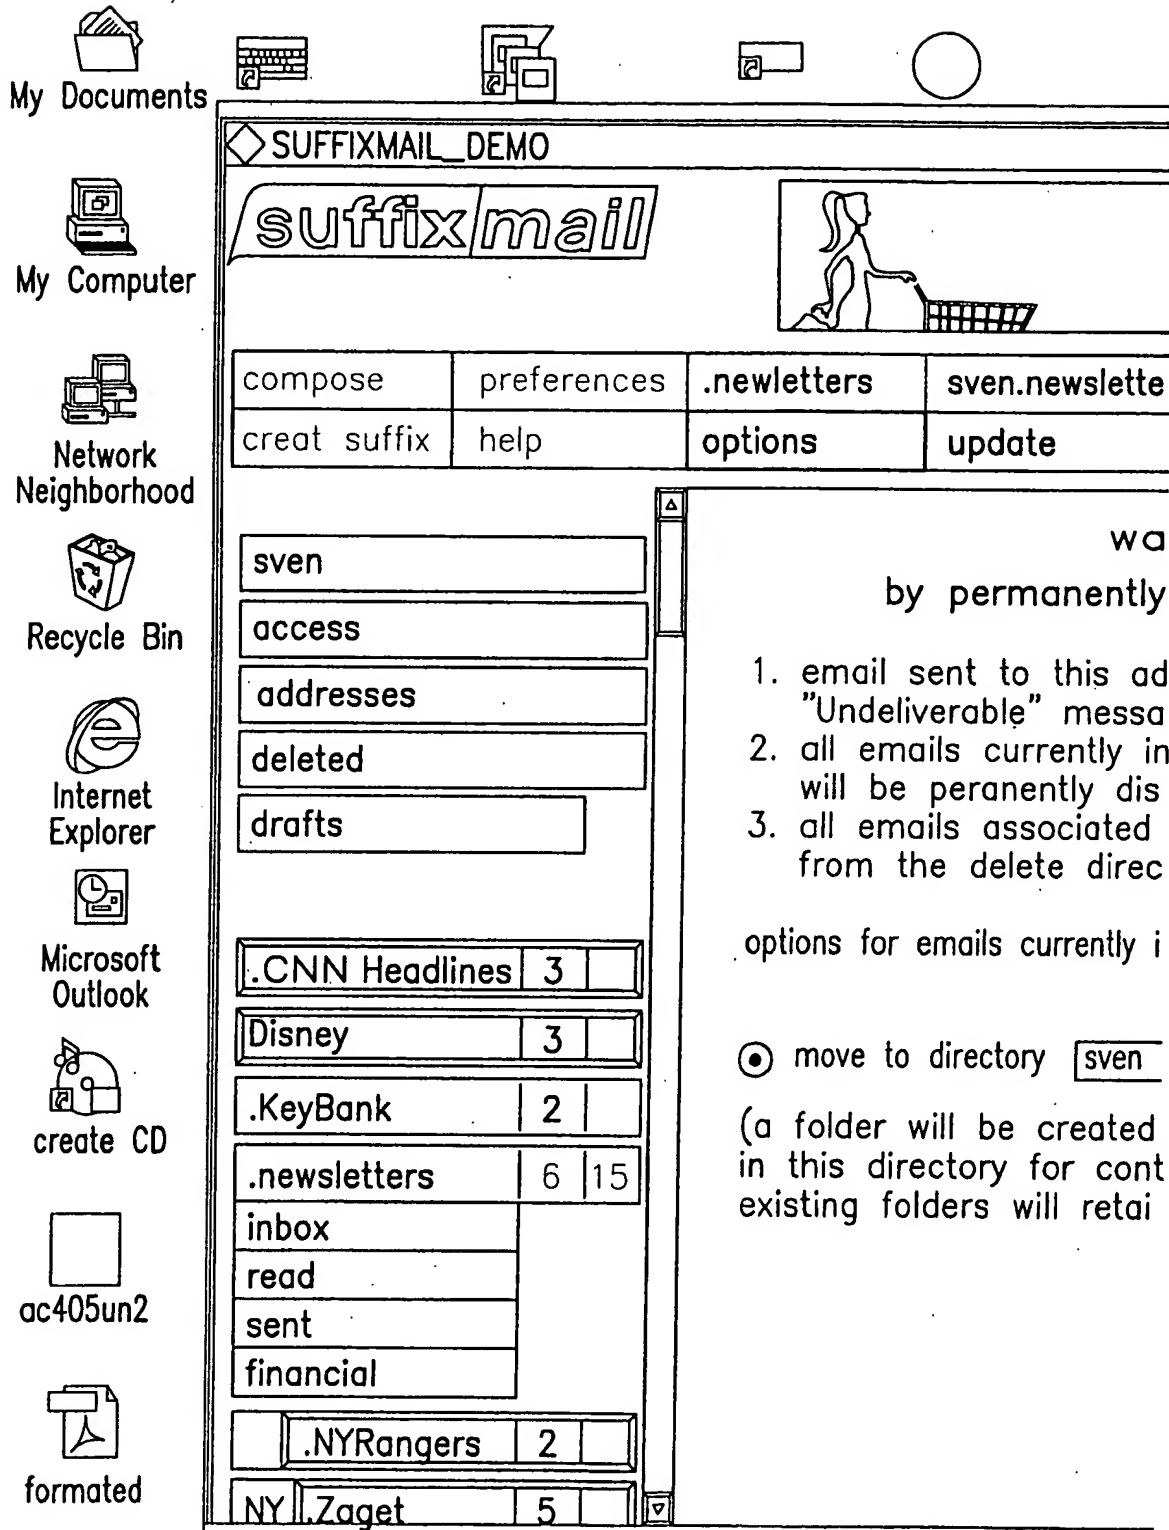 My Documents
My Computer
Network
Neighborhood
Recycle Bin
Internet
Explorer
Microsoft
Outlook
create CD
ac405un2
formated
SUFFIXMAIL_DEMO
suffix mail
compose preferences .newletters sven.newslette
creat suffix help options update
sven
access
addresses
deleted
drafts
.CNN Headlines 3
Disney 3
.KeyBank 2
.newsletters 6 15
inbox
read
sent
financial
.NYRangers 2
NY .Zaget 5
wa
by permanently
1. email sent to this ad
"Undeliverable" messa
2. all emails currently in
will be peranently dis
3. all emails associated
from the delete direc
options for emails currently i
move to directory sven
(a folder will be created
in this directory for cont
existing folders will retai